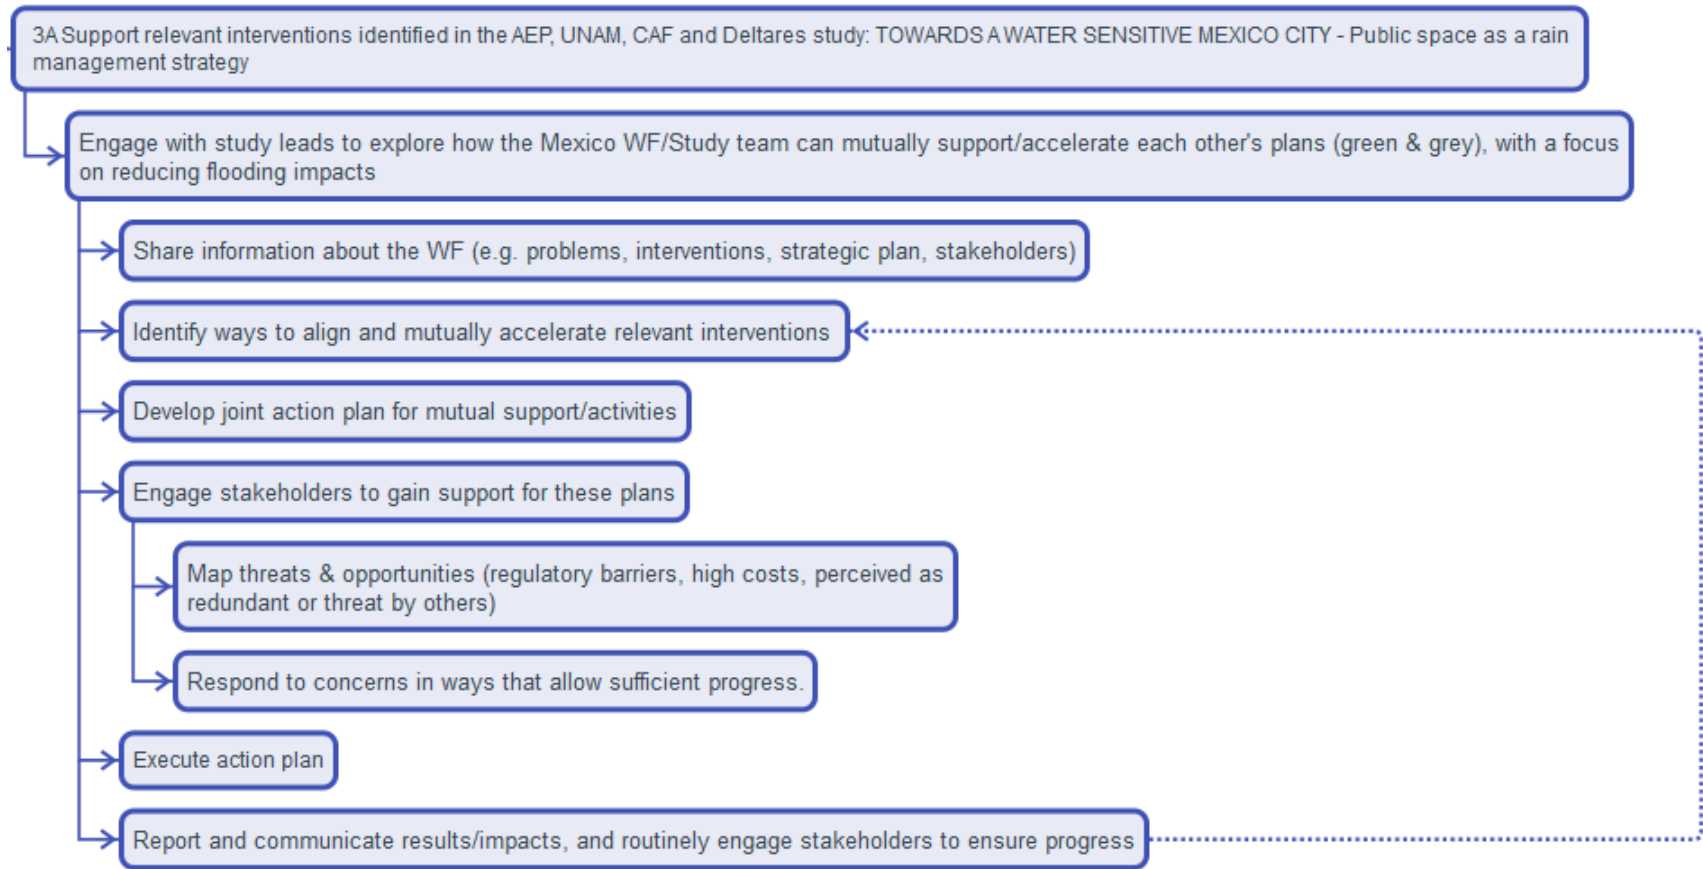 3A Support relevant interventions identified in the AEP, UNAM, CAF and Deltares study: TOWARDS A WATER SENSITIVE MEXICO CITY - Public space as a rain
management strategy
Engage with study leads to explore how the Mexico WF/Study team can mutually support/accelerate each other's plans (green & grey), with a focus
on reducing flooding impacts
Share information about the WF (e.g. problems, interventions, strategic plan, stakeholders)
Identify ways to align and mutually accelerate relevant interventions
Develop joint action plan for mutual support/activities
Engage stakeholders to gain support for these plans
Map threats & opportunities (regulatory barriers, high costs, perceived as
redundant or threat by others)
Respond to concerns in ways that allow sufficient progress.
Execute action plan
Report and communicate results/impacts, and routinely engage stakeholders to ensure progress